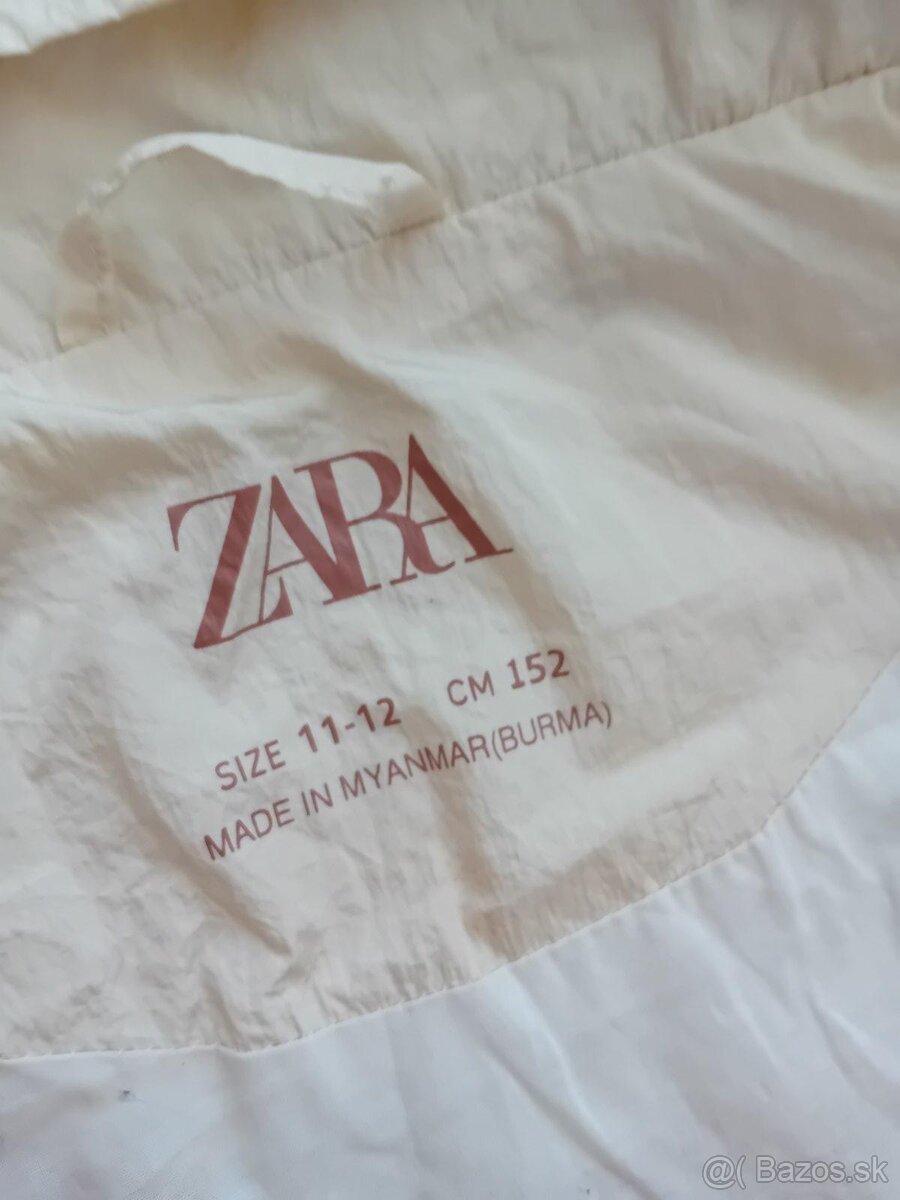 ZARA
SIZE 11-12 CM 152
MADE IN MYANMAR(BURMA)
@( Bazos.sk